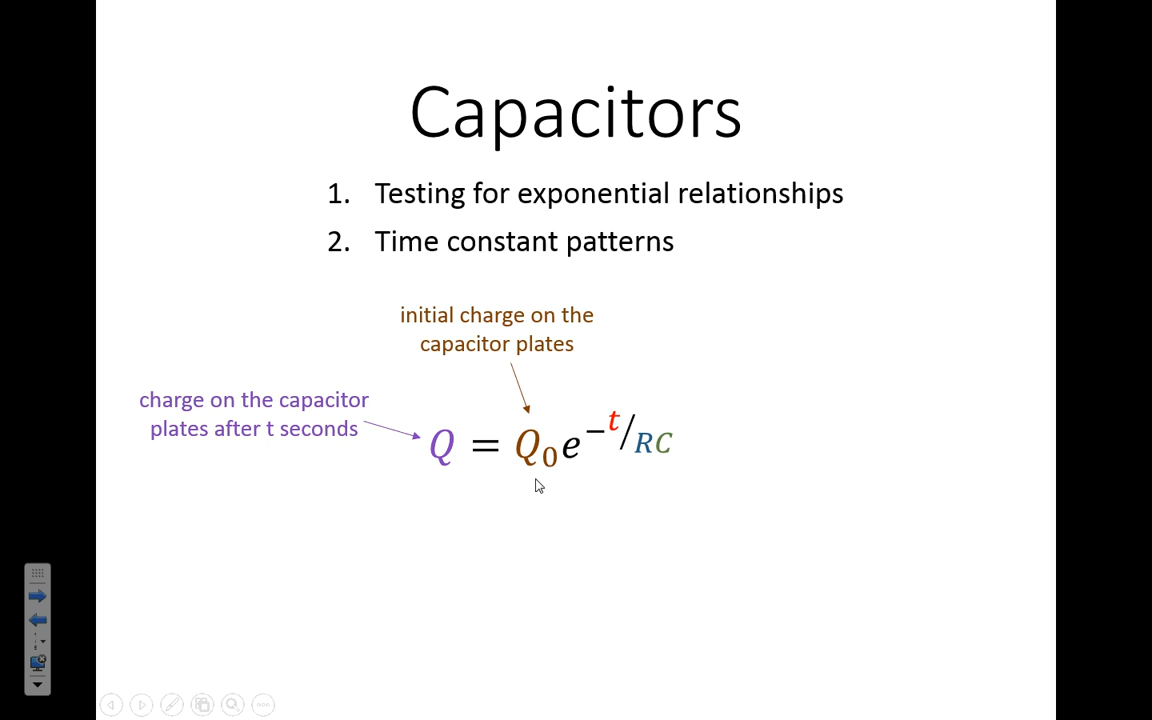 Capacitors
1. Testing for exponential relationships
2. Time constant patterns
initial charge on the
capacitor plates
charge on the capacitor
plates after t seconds
Q = Q₀e^−t/RC